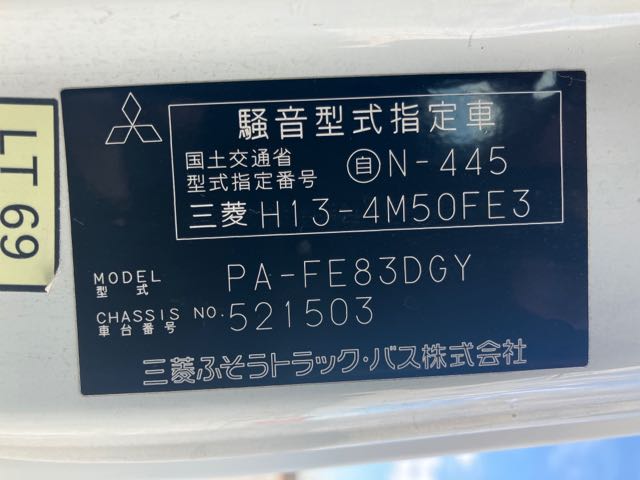 LT69
騒音型式指定車
国土交通省
型式指定番号 自N-445
三菱 H13-4M50FE3
MODEL
型式 PA-FE83DGY
CHASSIS NO.
車台番号 521503
三菱ふそうトラック・バス株式会社